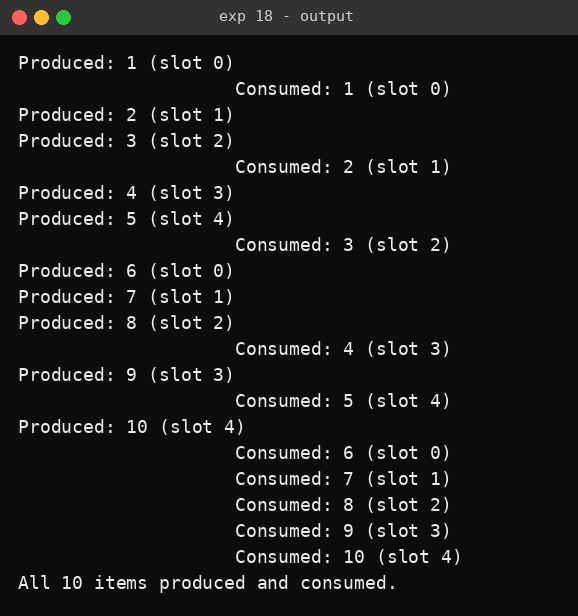 exp 18 - output
Produced: 1 (slot 0)
                    Consumed: 1 (slot 0)
Produced: 2 (slot 1)
Produced: 3 (slot 2)
                    Consumed: 2 (slot 1)
Produced: 4 (slot 3)
Produced: 5 (slot 4)
                    Consumed: 3 (slot 2)
Produced: 6 (slot 0)
Produced: 7 (slot 1)
Produced: 8 (slot 2)
                    Consumed: 4 (slot 3)
Produced: 9 (slot 3)
                    Consumed: 5 (slot 4)
Produced: 10 (slot 4)
                    Consumed: 6 (slot 0)
                    Consumed: 7 (slot 1)
                    Consumed: 8 (slot 2)
                    Consumed: 9 (slot 3)
                    Consumed: 10 (slot 4)
All 10 items produced and consumed.